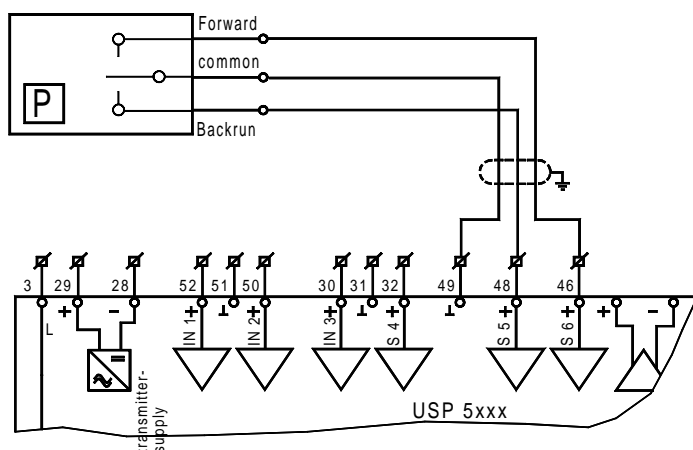 Forward
common
P
Backrun
3 29 28 52 51 50 30 31 32 49 48 46
+ − + ⊥ + + ⊥ + ⊥ + + + −
L IN 1 IN 2 IN 3 S 4 S 5 S 6
transmitter-
supply
USP 5xxx